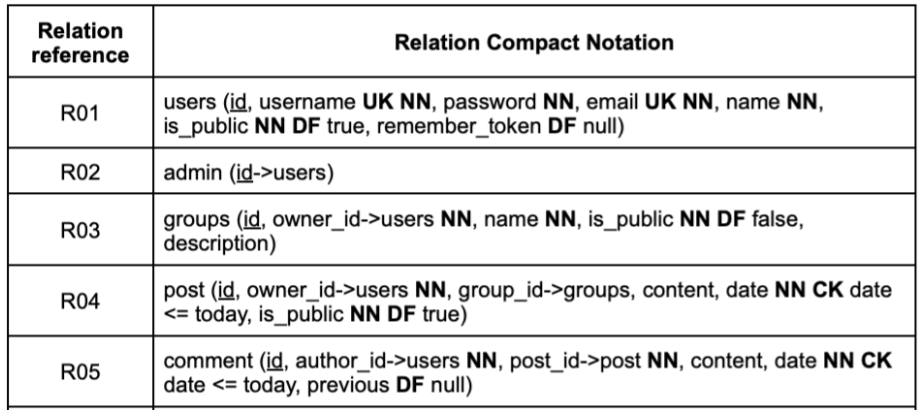 Relation
reference
Relation Compact Notation
R01
users (id, username UK NN, password NN, email UK NN, name NN,
is_public NN DF true, remember_token DF null)
R02
admin (id->users)
R03
groups (id, owner_id->users NN, name NN, is_public NN DF false,
description)
R04
post (id, owner_id->users NN, group_id->groups, content, date NN CK date
<= today, is_public NN DF true)
R05
comment (id, author_id->users NN, post_id->post NN, content, date NN CK
date <= today, previous DF null)